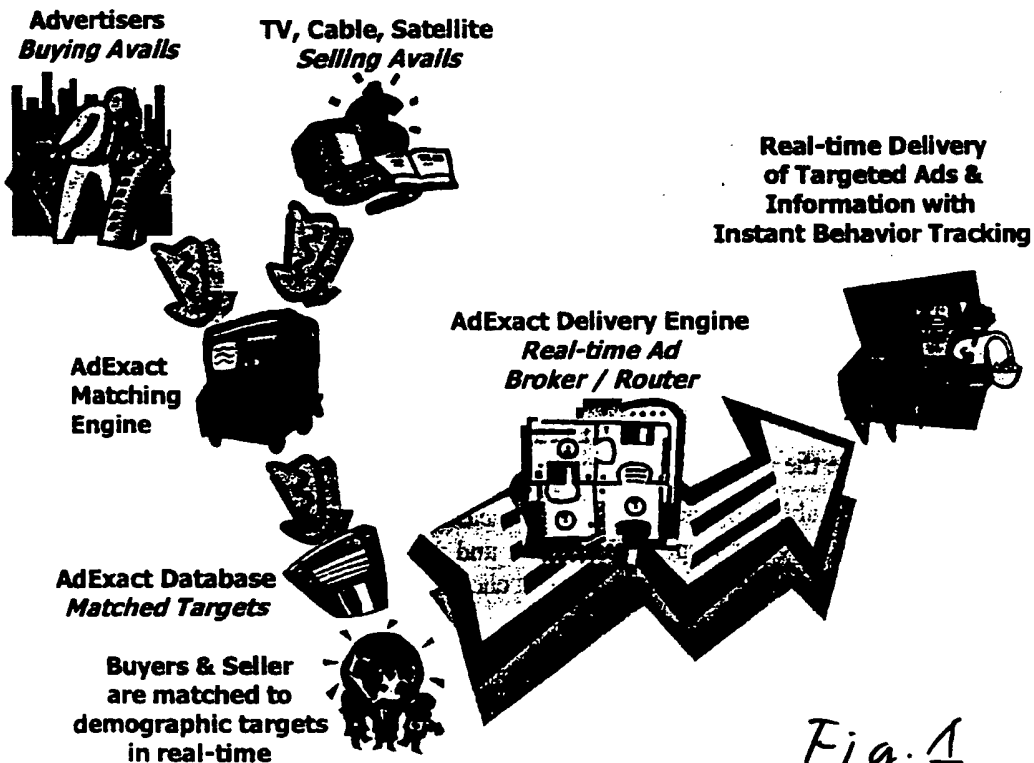 Advertisers
Buying Avails
TV, Cable, Satellite
Selling Avails
Real-time Delivery
of Targeted Ads &
Information with
Instant Behavior Tracking
AdExact Delivery Engine
Real-time Ad
Broker / Router
AdExact
Matching
Engine
AdExact Database
Matched Targets
Buyers & Seller
are matched to
demographic targets
in real-time
Fig. 1